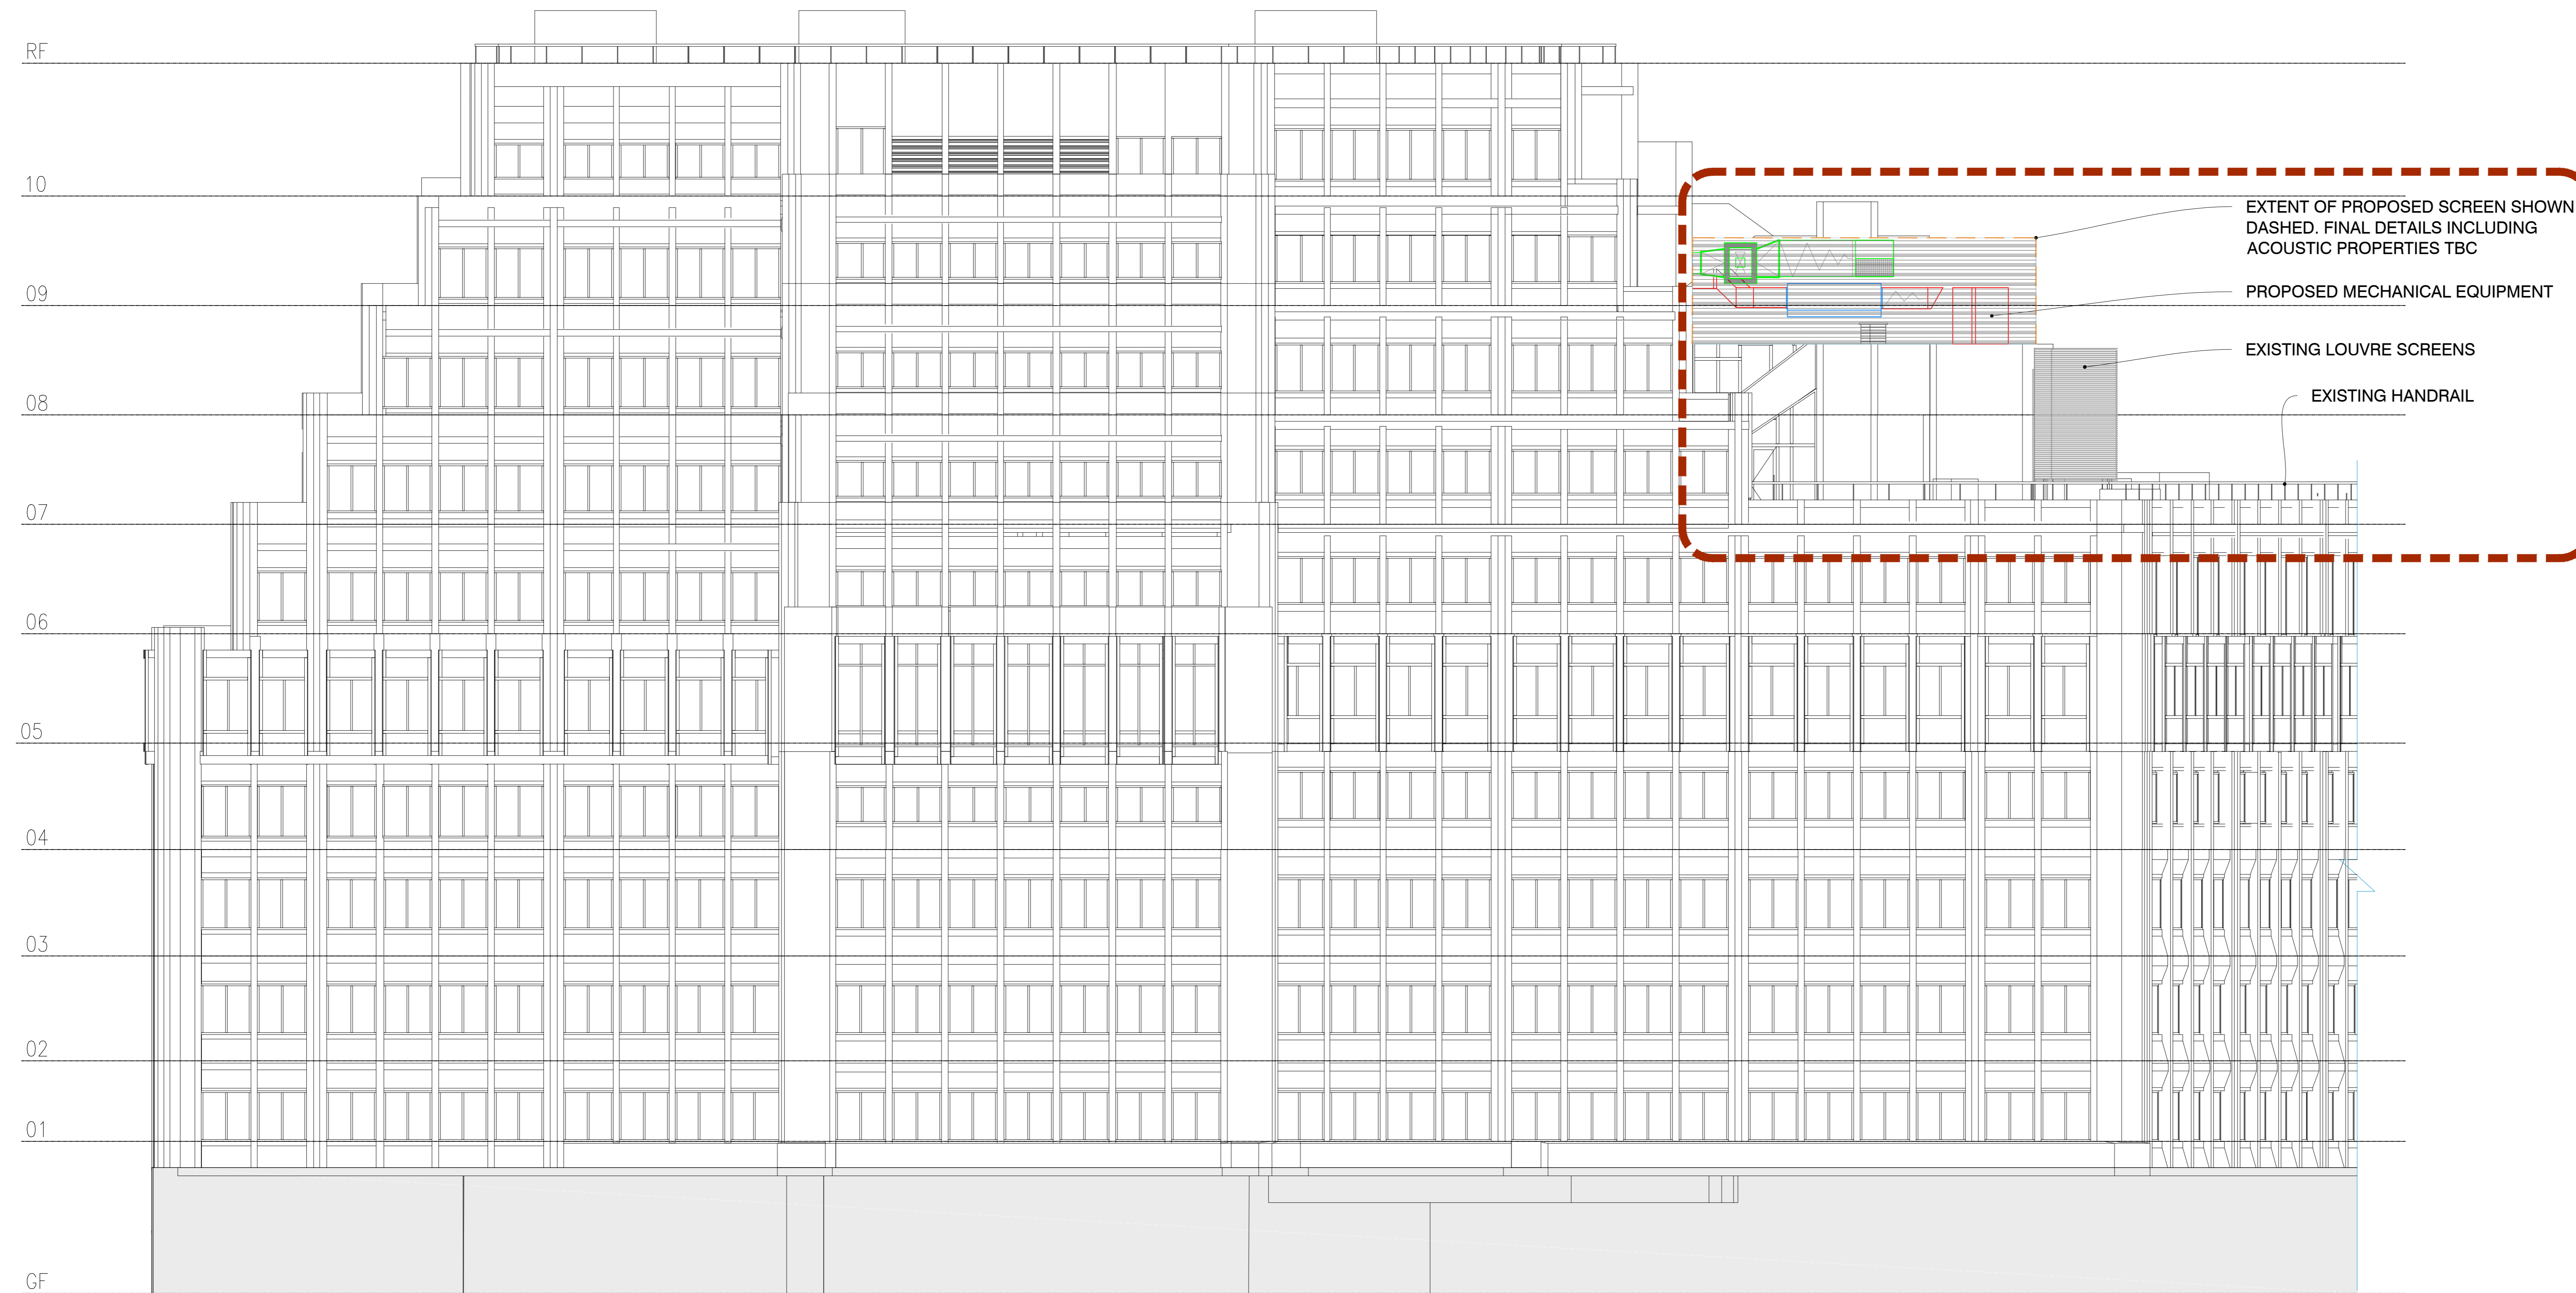 RF
10
EXTENT OF PROPOSED SCREEN SHOWN
DASHED. FINAL DETAILS INCLUDING
ACOUSTIC PROPERTIES TBC
09
PROPOSED MECHANICAL EQUIPMENT
EXISTING LOUVRE SCREENS
08
EXISTING HANDRAIL
07
06
05
04
03
02
01
GF